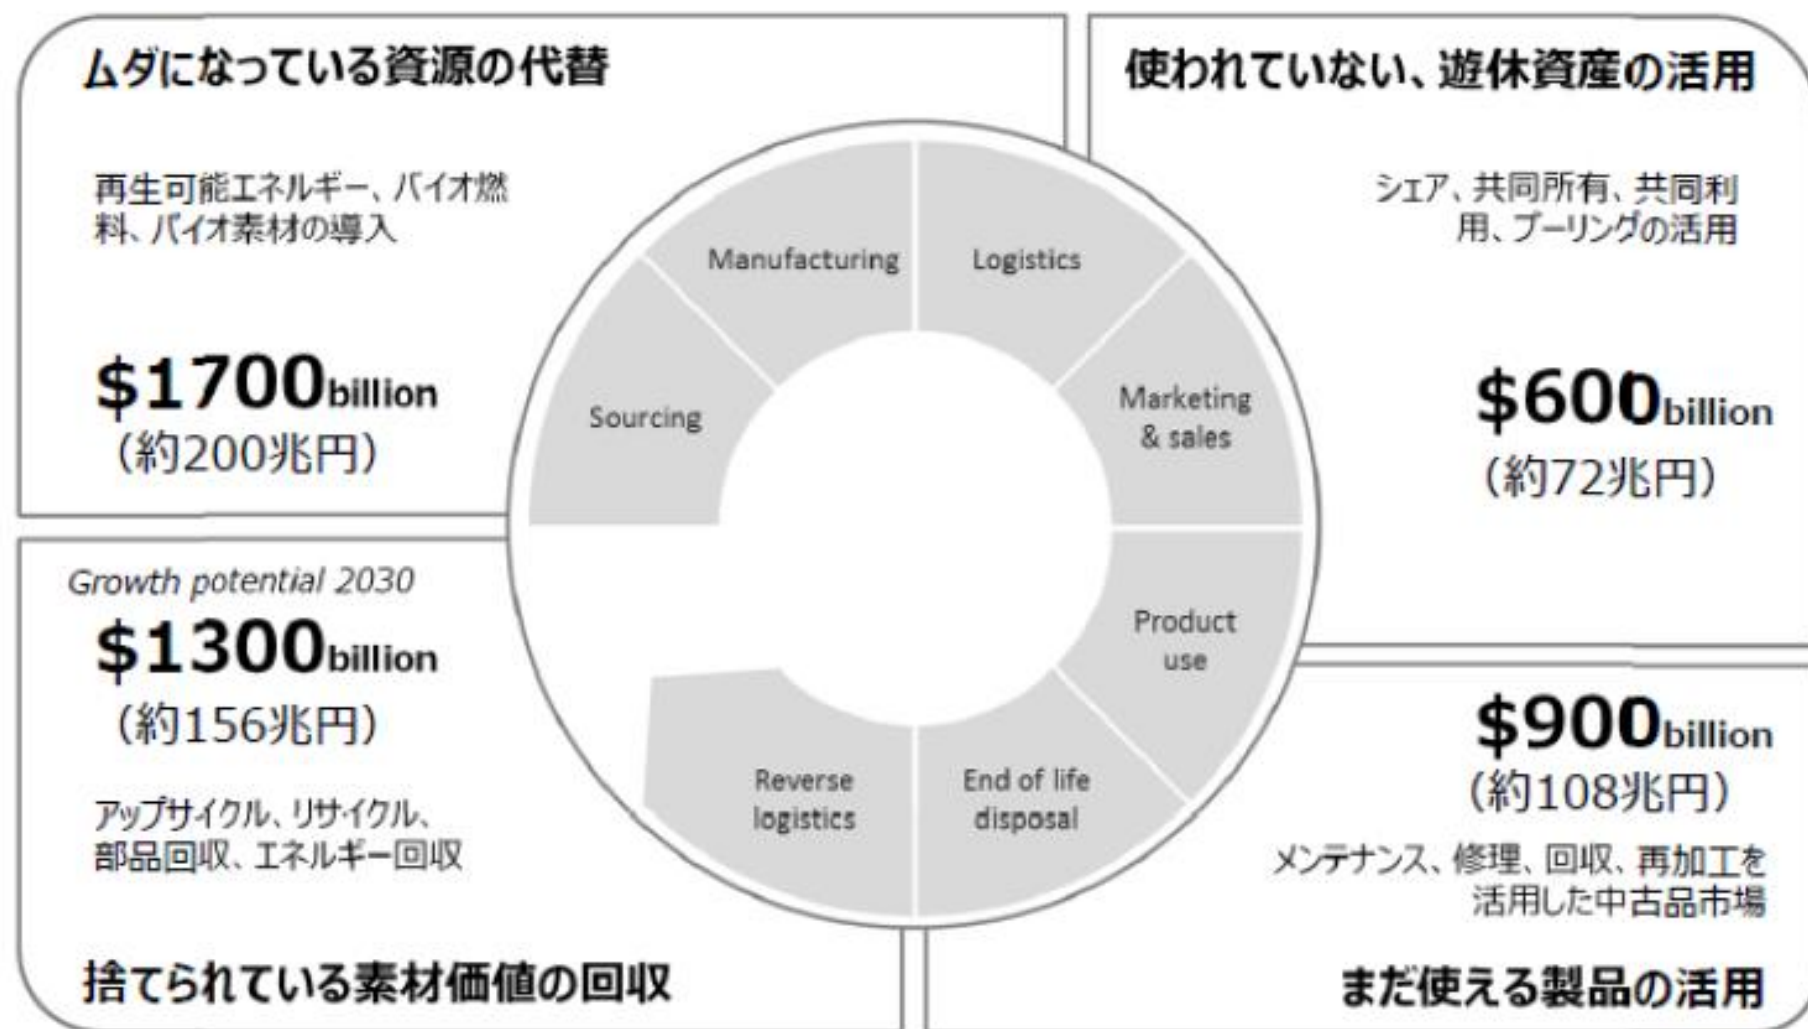 ムダになっている資源の代替
再生可能エネルギー、バイオ燃
料、バイオ素材の導入
$1700billion
（約200兆円）
使われていない、遊休資産の活用
シェア、共同所有、共同利
用、プーリングの活用
$600billion
（約72兆円）
Manufacturing
Logistics
Sourcing
Marketing
& sales
Product
use
End of life
disposal
Reverse
logistics
Growth potential 2030
$1300billion
（約156兆円）
アップサイクル、リサイクル、
部品回収、エネルギー回収
捨てられている素材価値の回収
$900billion
（約108兆円）
メンテナンス、修理、回収、再加工を
活用した中古品市場
まだ使える製品の活用